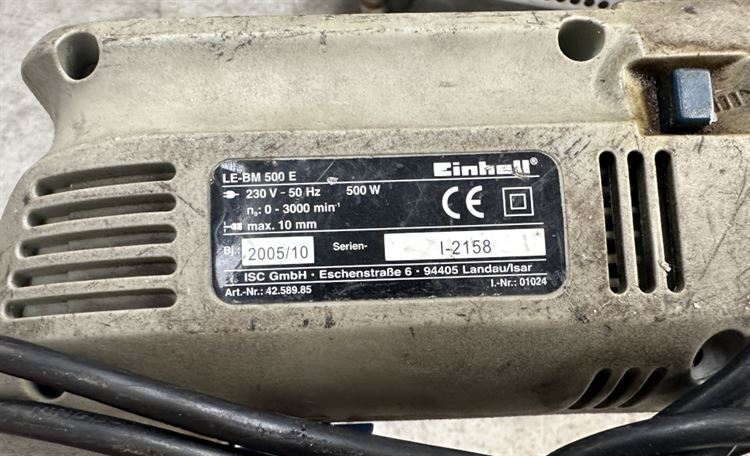 LE-BM 500 E
Einhell®
230 V ~ 50 Hz 500 W
n₀: 0 - 3000 min⁻¹
CE
max. 10 mm
Bj.: 2005/10 Serien- I-2158
ISC GmbH • Eschenstraße 6 • 94405 Landau/Isar
Art.-Nr.: 42.589.85 I.-Nr.: 01024